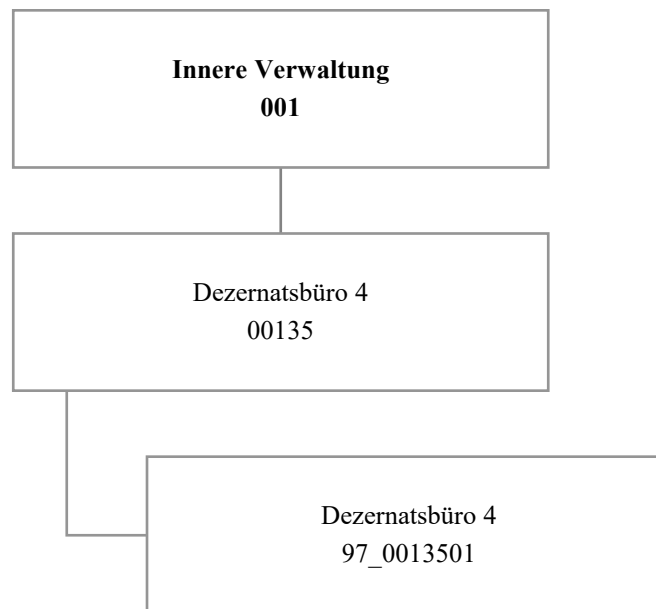 Innere Verwaltung
001
Dezernatsbüro 4
00135
Dezernatsbüro 4
97_0013501